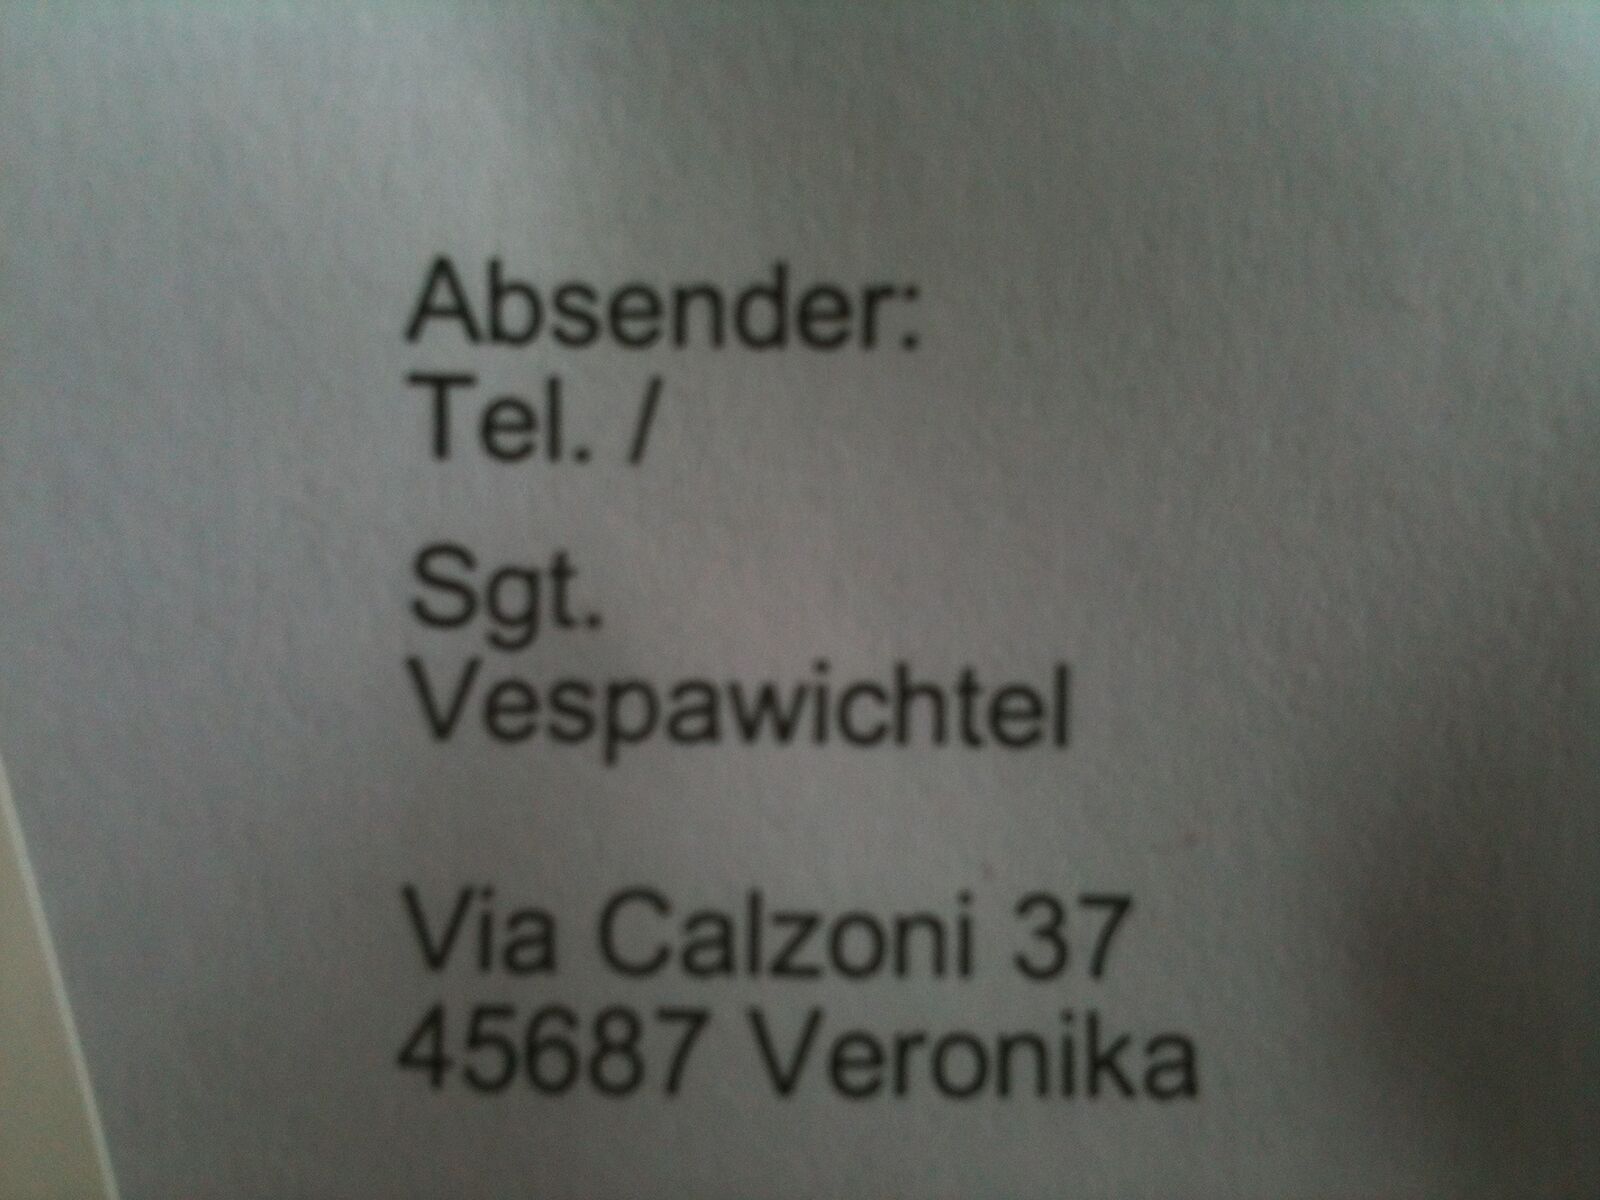 Absender:
Tel. /
Sgt.
Vespawichtel
Via Calzoni 37
45687 Veronika